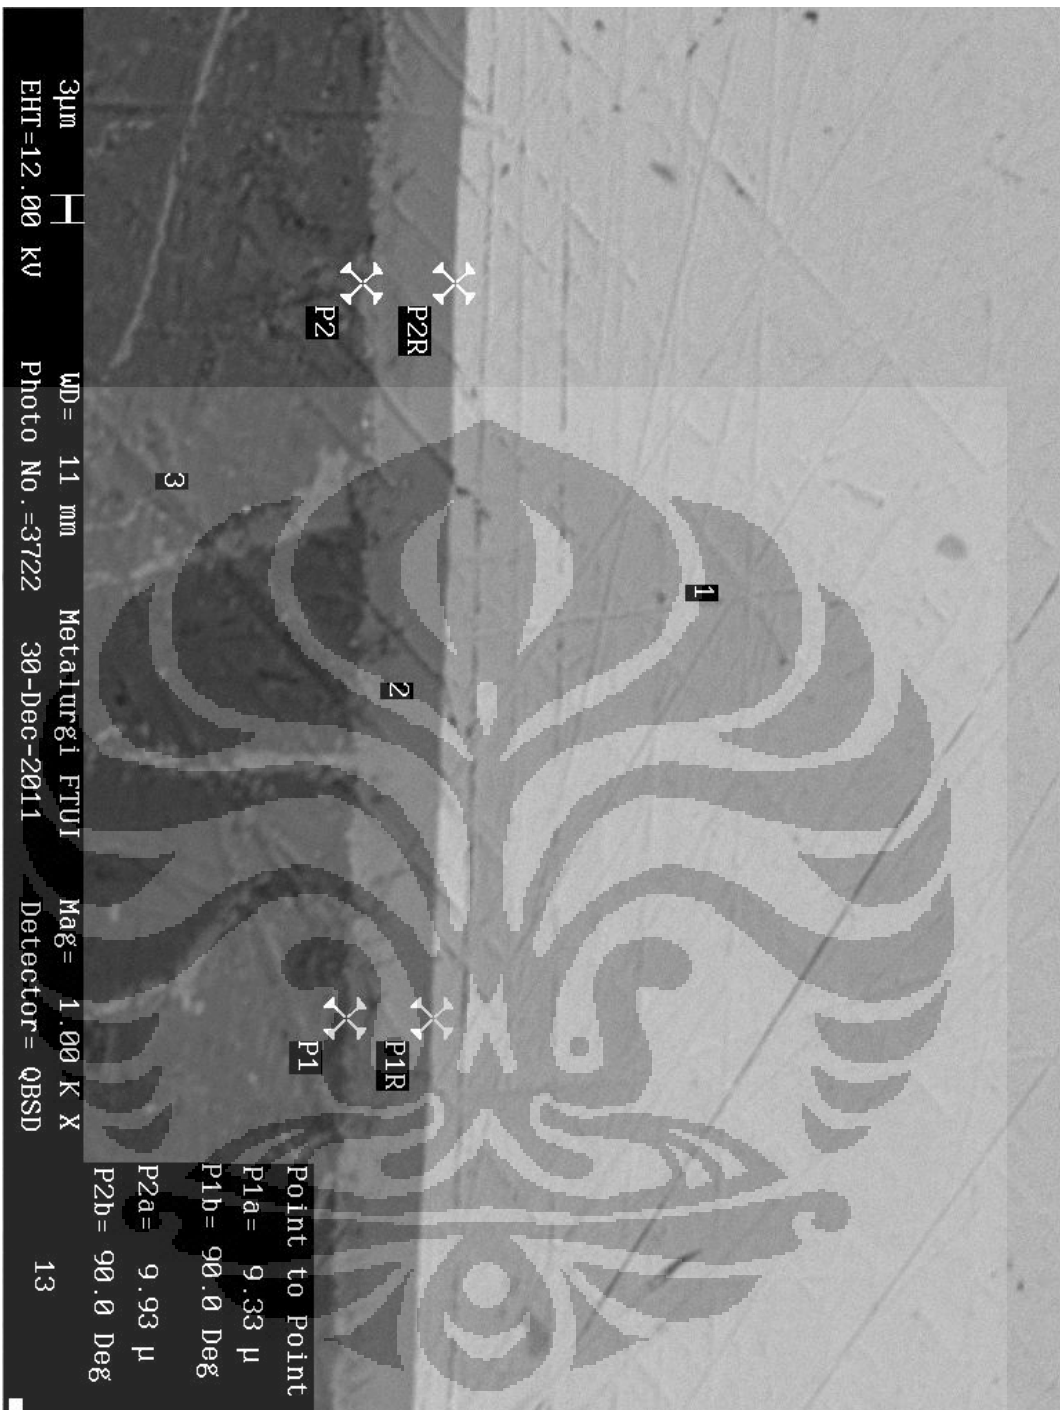 P2R
P2
1
2
3
P1R
P1
Point to Point
P1a= 9.33 µ
P1b= 90.0 Deg
P2a= 9.93 µ
P2b= 90.0 Deg
3µm WD= 11 mm Metalurgi FTUI Mag= 1.00 K X
EHT=12.00 kV Photo No.=3722 30-Dec-2011 Detector= QBSD
13